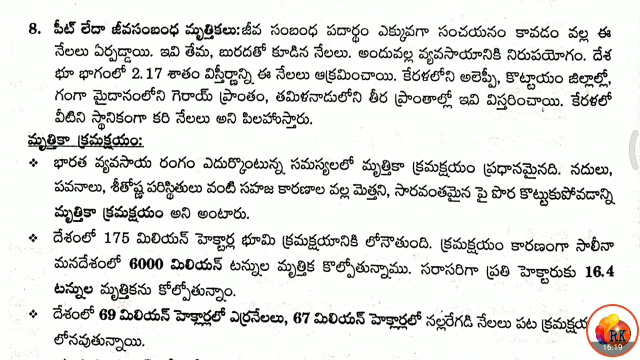 8. పీట్ లేదా జీవసంబంధ మృత్తికలు: జీవ సంబంధ పదార్థం ఎక్కువగా సంచయనం కావడం వల్ల ఈ
నేలలు ఏర్పడ్డాయి. ఇవి తేమ, బురదతో కూడిన నేలలు. అందువల్ల వ్యవసాయానికి నిరుపయోగం. దేశ
భూ భాగంలో 2.17 శాతం విస్తీర్ణాన్ని ఈ నేలలు ఆక్రమించాయి. కేరళలోని అలెప్పీ, కొట్టాయం జిల్లాల్లో,
గంగా మైదానంలోని గెరాయ్ ప్రాంతం, తమిళనాడులోని తీర ప్రాంతాల్లో ఇవి విస్తరించాయి. కేరళలో
వీటిని స్థానికంగా కరి నేలలు అని పిలహాస్తారు.
మృత్తికా క్రమక్షయం:
❖ భారత వ్యవసాయ రంగం ఎదుర్కొంటున్న సమస్యలలో మృత్తికా క్రమక్షయం ప్రధానమైనది. నదులు,
పవనాలు, శీతోష్ణ పరిస్థితులు వంటి సహజ కారణాల వల్ల మెత్తని, సారవంతమైన పై పొర కొట్టుకుపోవడాన్ని
మృత్తికా క్రమక్షయం అని అంటారు.
❖ దేశంలో 175 మిలియన్ హెక్టార్ల భూమి క్రమక్షయానికి లోనౌతుంది. క్రమక్షయం కారణంగా సాలీనా
మనదేశంలో 6000 మిలియన్ టన్నుల మృత్తిక కోల్పోతున్నాము. సరాసరిగా ప్రతి హెక్టారుకు 16.4
టన్నుల మృత్తికను కోల్పోతున్నాం.
❖ దేశంలో 69 మిలియన్ హెక్టార్లలో ఎర్రనేలలు, 67 మిలియన్ హెక్టార్లలో నల్లరేగడి నేలలు పట క్రమక్షయ
లోనవుతున్నాయి.
RK
16:19